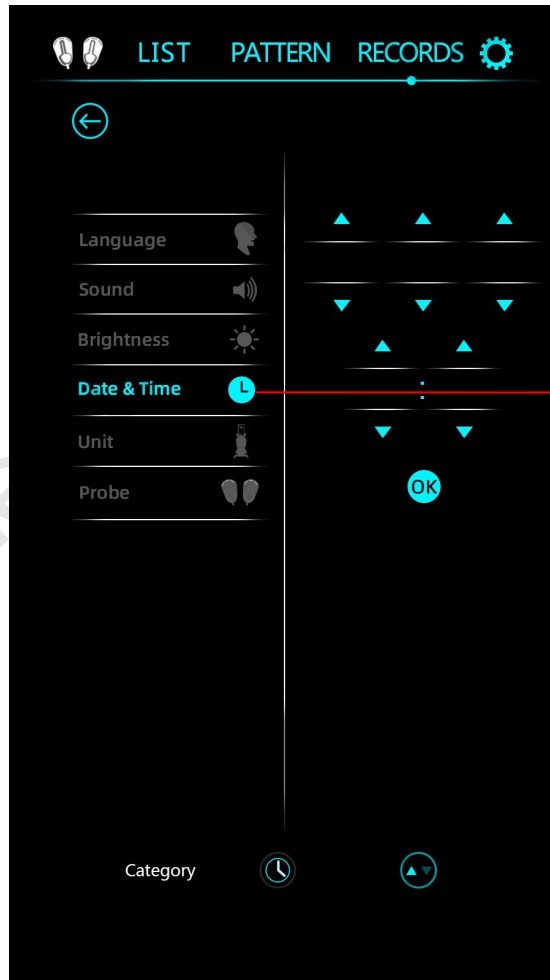 LIST PATTERN RECORDS
Language
Sound
Brightness
Date & Time
:
Unit
Probe
OK
Category